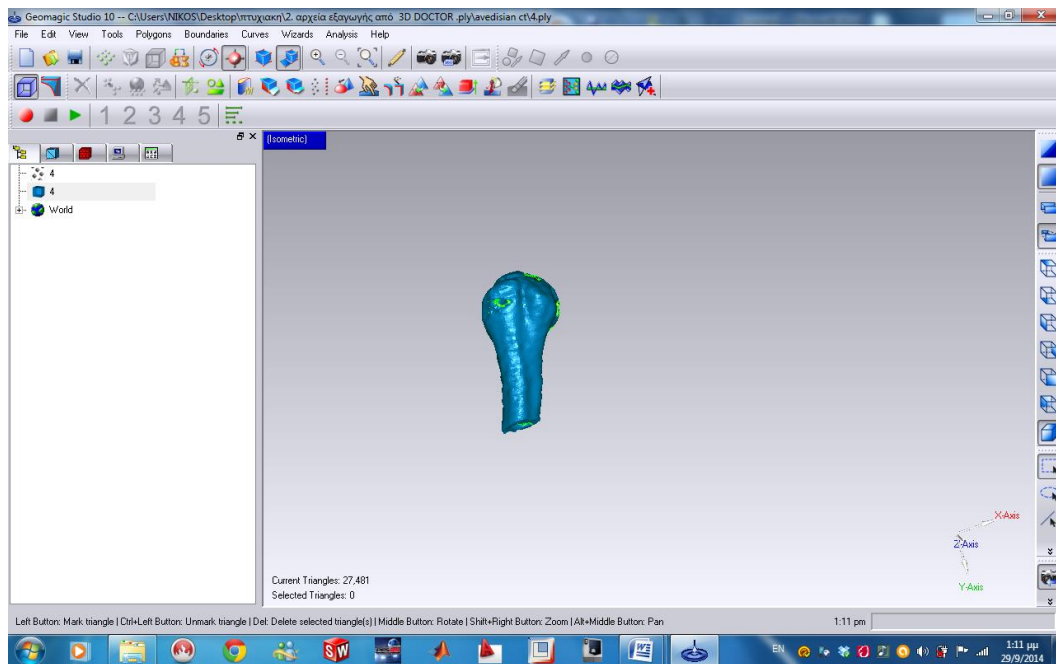 Geomagic Studio 10 -- C:\Users\NIKOS\Desktop\πτυχιακη\2. αρχεία εξαγωγής από 3D DOCTOR .ply\avedisian ct\4.ply
File Edit View Tools Polygons Boundaries Curves Wizards Analysis Help
1 2 3 4 5
(Isometric)
4
4
World
X-Axis
Z-Axis
Y-Axis
Current Triangles: 27,481
Selected Triangles: 0
Left Button: Mark triangle | Ctrl+Left Button: Unmark triangle | Del: Delete selected triangle(s) | Middle Button: Rotate | Shift+Right Button: Zoom | Alt+Middle Button: Pan
1:11 pm
SW
EN
1:11 μμ
29/9/2014